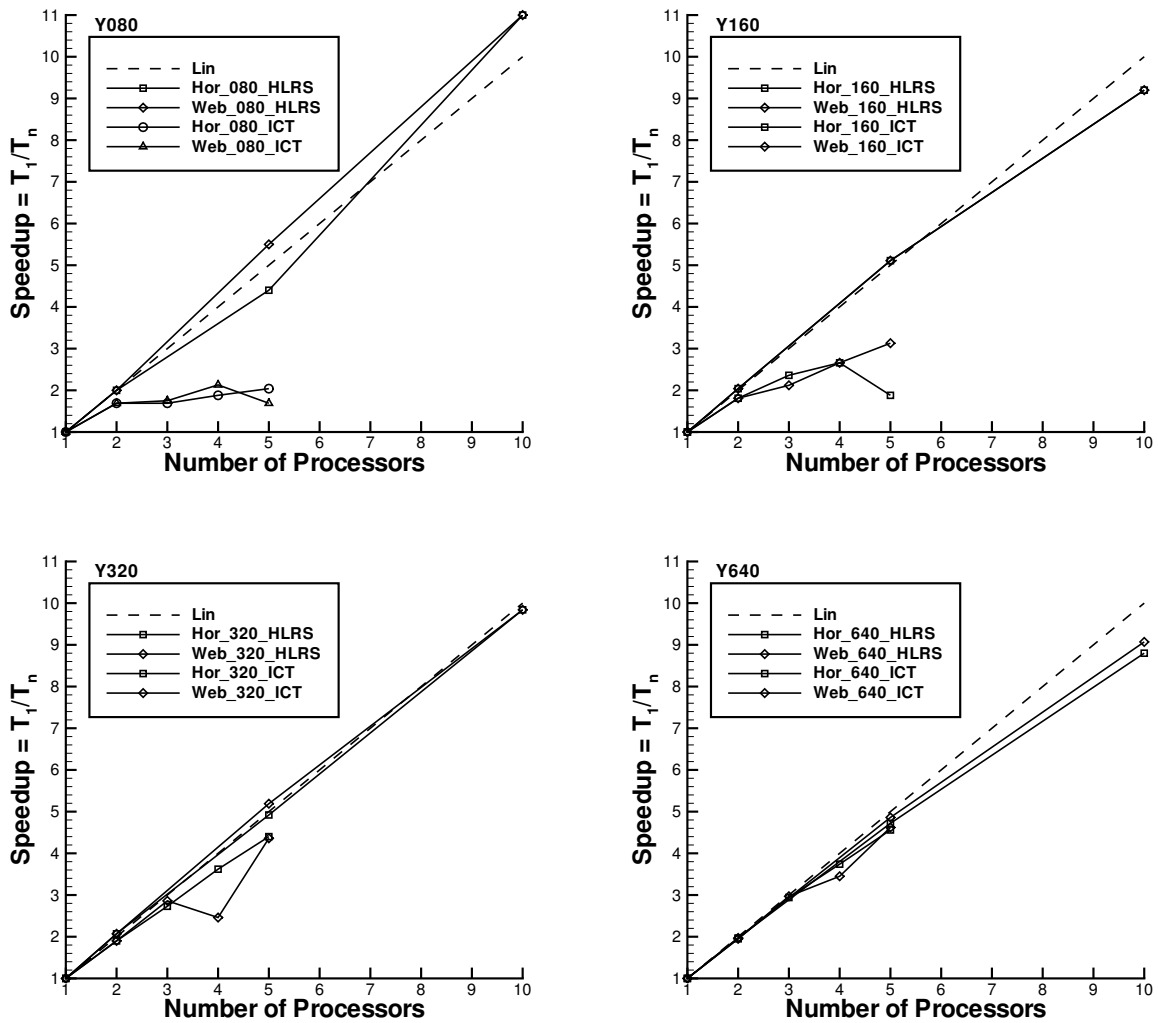 Y080
11
10
9
8
7
6
5
4
3
2
1
Lin
Hor_080_HLRS
Web_080_HLRS
Hor_080_ICT
Web_080_ICT
Speedup = T1/Tn
1 2 3 4 5 6 7 8 9 10
Number of Processors
Y160
11
10
9
8
7
6
5
4
3
2
1
Lin
Hor_160_HLRS
Web_160_HLRS
Hor_160_ICT
Web_160_ICT
Speedup = T1/Tn
1 2 3 4 5 6 7 8 9 10
Number of Processors
Y320
11
10
9
8
7
6
5
4
3
2
1
Lin
Hor_320_HLRS
Web_320_HLRS
Hor_320_ICT
Web_320_ICT
Speedup = T1/Tn
1 2 3 4 5 6 7 8 9 10
Number of Processors
Y640
11
10
9
8
7
6
5
4
3
2
1
Lin
Hor_640_HLRS
Web_640_HLRS
Hor_640_ICT
Web_640_ICT
Speedup = T1/Tn
1 2 3 4 5 6 7 8 9 10
Number of Processors